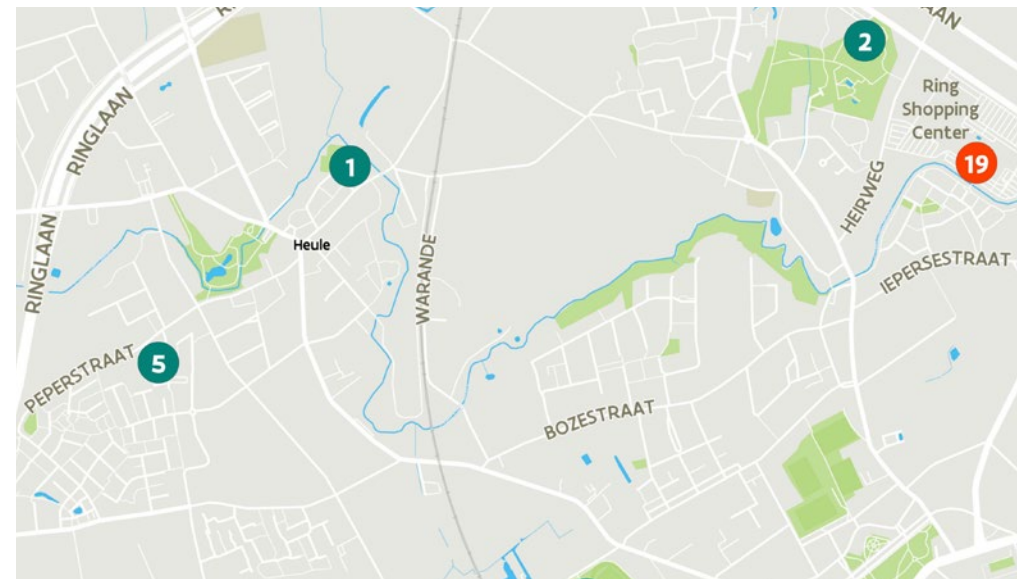 2
Ring
Shopping
Center
RINGLAAN
RINGLAAN
1
19
HEIRWEG
Heule
WARANDE
IEPERSESTRAAT
PEPERSTRAAT
5
BOZESTRAAT